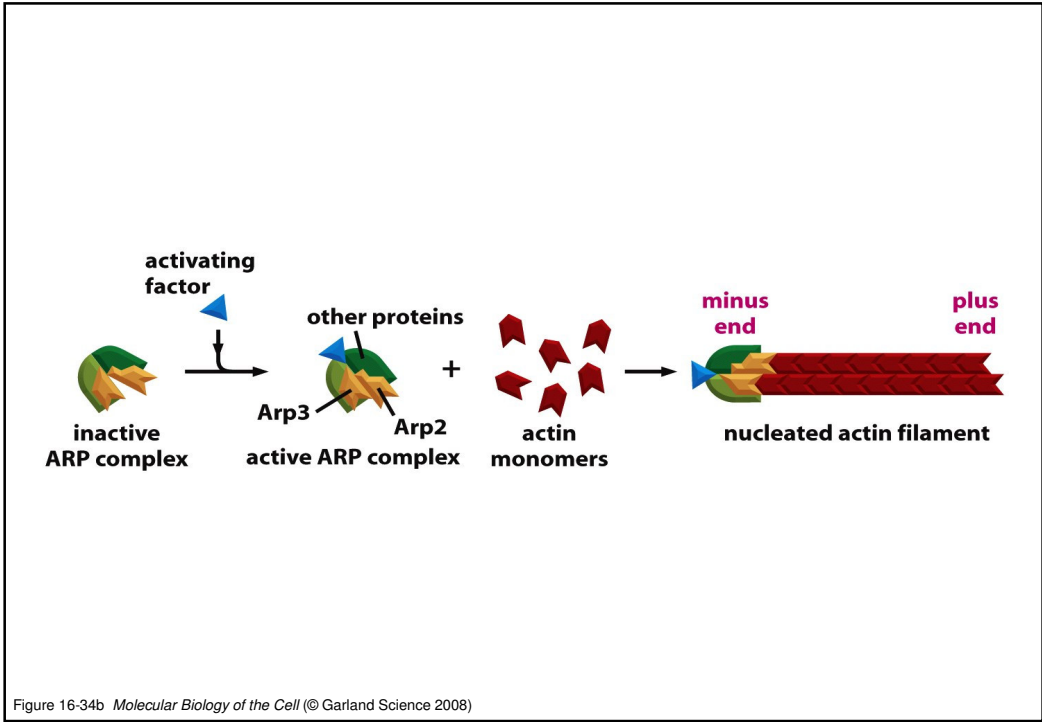 activating
factor
other proteins
minus
end
plus
end
+
Arp3
Arp2
inactive
ARP complex
active ARP complex
actin
monomers
nucleated actin filament
Figure 16-34b Molecular Biology of the Cell (© Garland Science 2008)